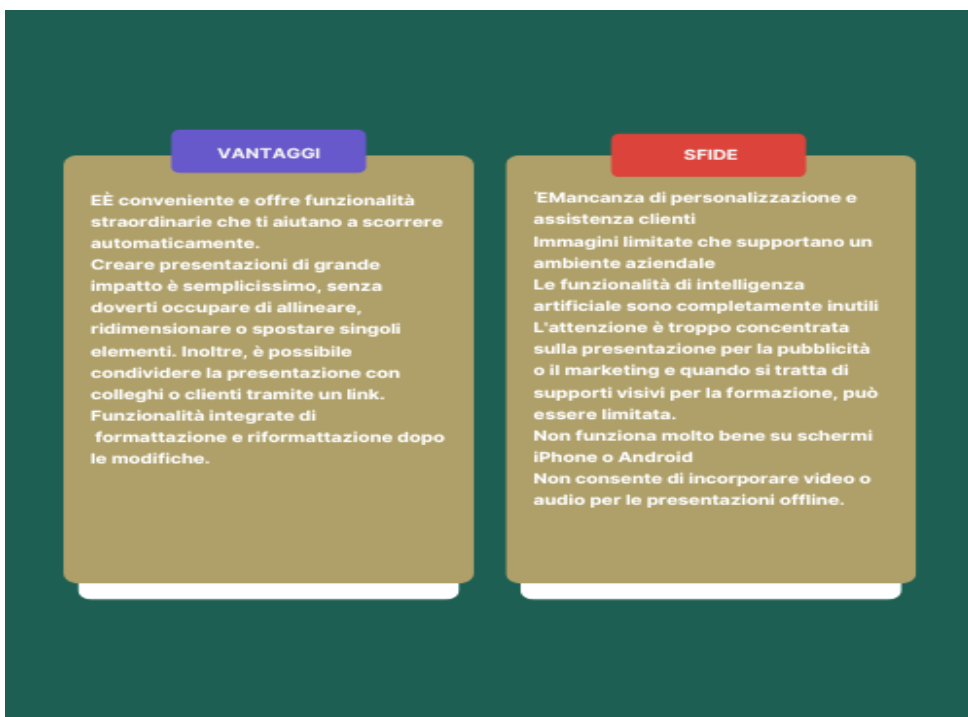 VANTAGGI
EÈ conveniente e offre funzionalità
straordinarie che ti aiutano a scorrere
automaticamente.
Creare presentazioni di grande
impatto è semplicissimo, senza
doverti occupare di allineare,
ridimensionare o spostare singoli
elementi. Inoltre, è possibile
condividere la presentazione con
colleghi o clienti tramite un link.
Funzionalità integrate di
formattazione e riformattazione dopo
le modifiche.
SFIDE
ΈMancanza di personalizzazione e
assistenza clienti
Immagini limitate che supportano un
ambiente aziendale
Le funzionalità di intelligenza
artificiale sono completamente inutili
L'attenzione è troppo concentrata
sulla presentazione per la pubblicità
o il marketing e quando si tratta di
supporti visivi per la formazione, può
essere limitata.
Non funziona molto bene su schermi
iPhone o Android
Non consente di incorporare video o
audio per le presentazioni offline.